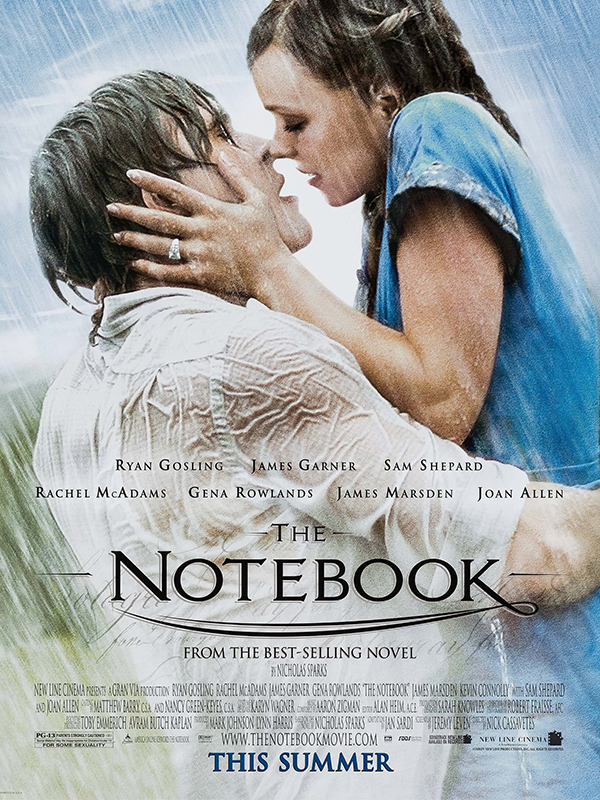 Ryan Gosling James Garner Sam Shepard
Rachel McAdams Gena Rowlands James Marsden Joan Allen
The
Notebook
FROM THE BEST-SELLING NOVEL
BY NICHOLAS SPARKS
NEW LINE CINEMA PRESENTS A GRAN VIA PRODUCTION RYAN GOSLING RACHEL McADAMS JAMES GARNER GENA ROWLANDS "THE NOTEBOOK" JAMES MARSDEN KEVIN CONNOLLY WITH SAM SHEPARD
AND JOAN ALLEN MATTHEW BARRY, C.S.A. AND NANCY GREEN-KEYES, C.S.A. KARYN WAGNER AARON ZIGMAN ALAN HEIM, A.C.E. SARAH KNOWLES ROBERT FRAISSE, AFC
TOBY EMMERICH AVRAM BUTCH KAPLAN MARK JOHNSON LYNN HARRIS NICHOLAS SPARKS JAN SARDI JEREMY LEVEN NICK CASSAVETES
PG-13 PARENTS STRONGLY CAUTIONED
FOR SOME SEXUALITY
WWW.THENOTEBOOKMOVIE.COM
NEW LINE CINEMA
THIS SUMMER